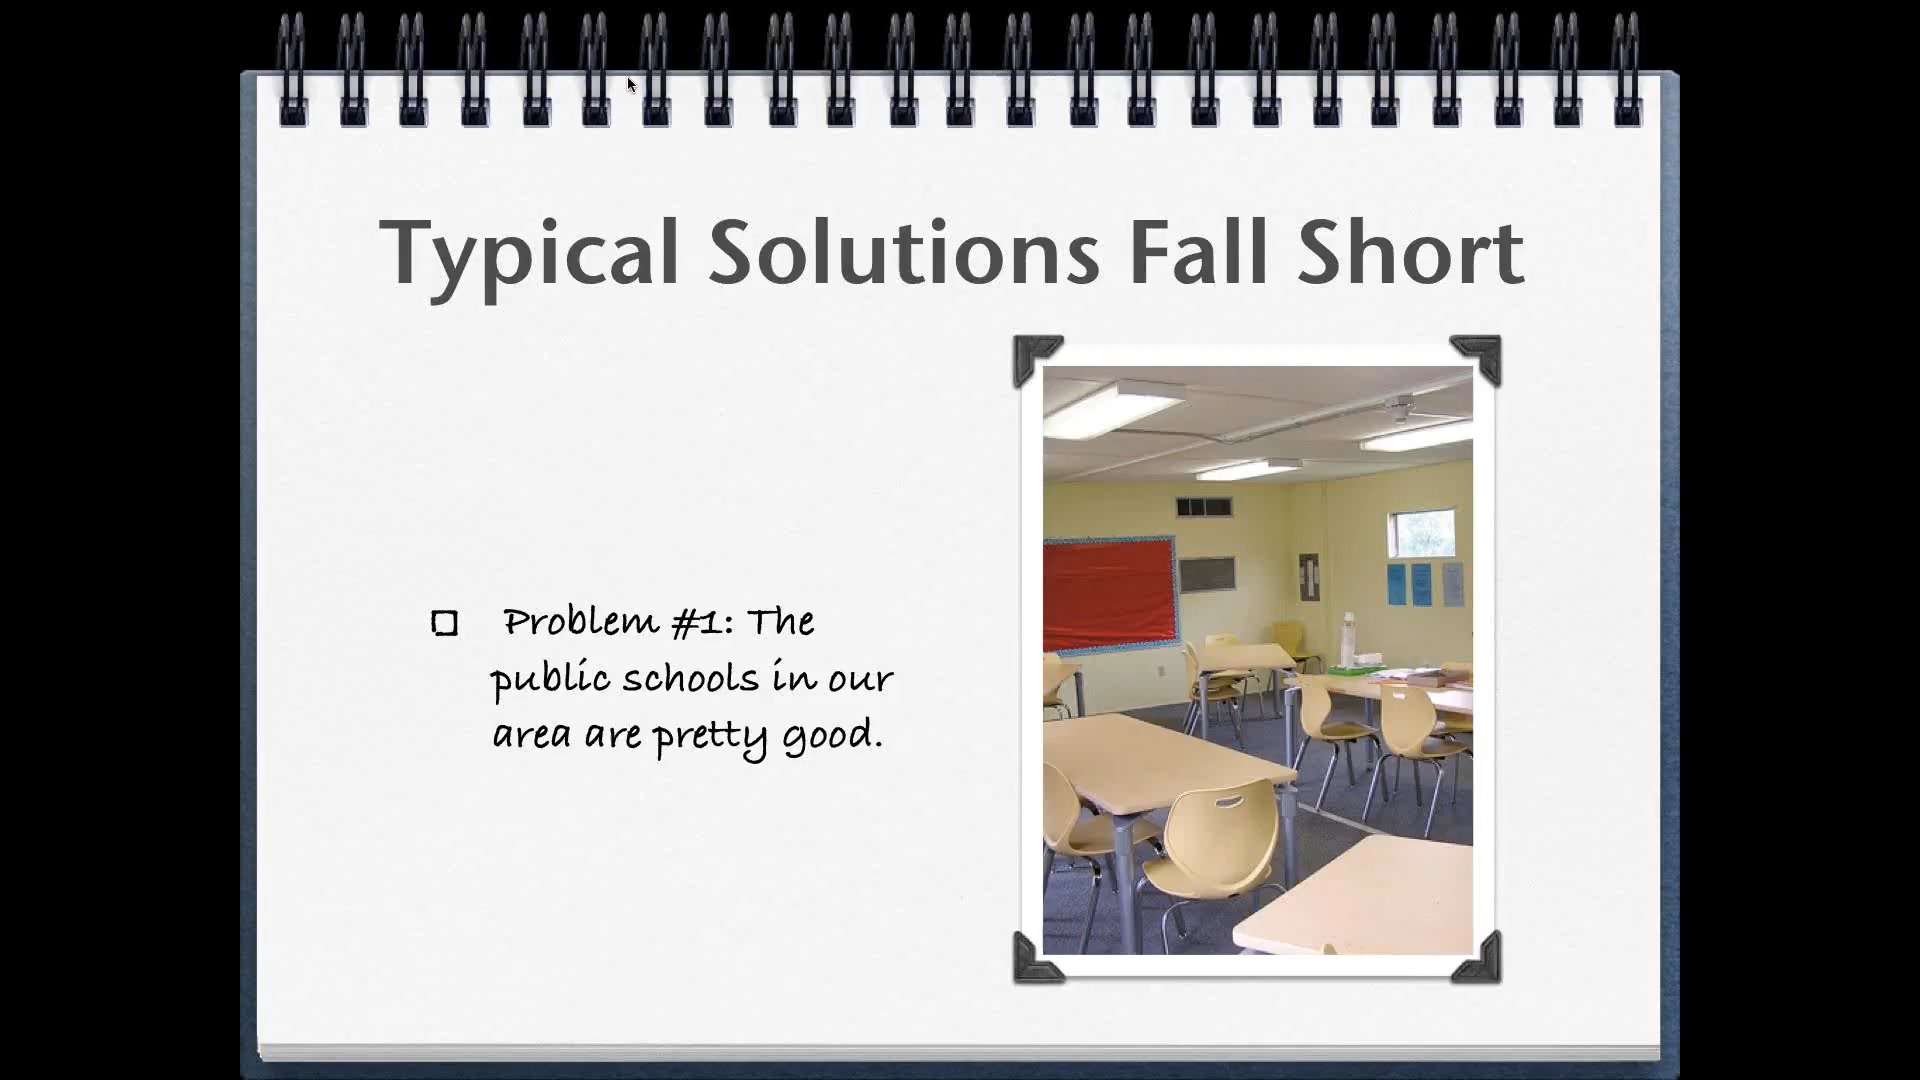 Typical Solutions Fall Short
Problem #1: The
public schools in our
area are pretty good.